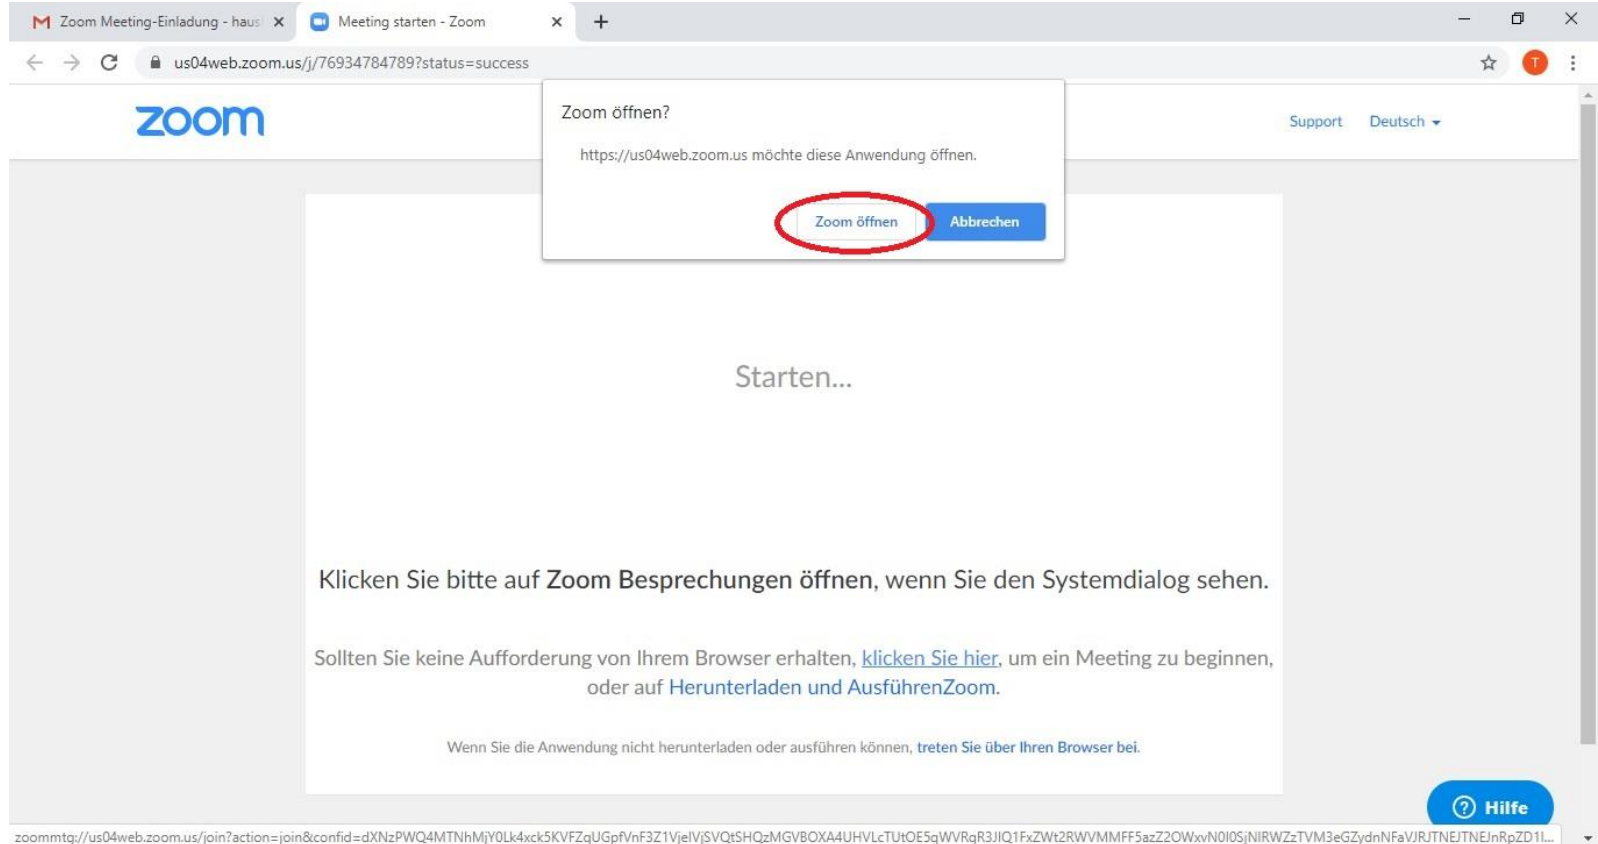 Zoom Meeting-Einladung - haus
Meeting starten - Zoom
us04web.zoom.us/j/76934784789?status=success
T
zoom
Support
Deutsch
Zoom öffnen?
https://us04web.zoom.us möchte diese Anwendung öffnen.
Zoom öffnen
Abbrechen
Starten...
Klicken Sie bitte auf Zoom Besprechungen öffnen, wenn Sie den Systemdialog sehen.
Sollten Sie keine Aufforderung von Ihrem Browser erhalten, klicken Sie hier, um ein Meeting zu beginnen,
oder auf Herunterladen und AusführenZoom.
Wenn Sie die Anwendung nicht herunterladen oder ausführen können, treten Sie über Ihren Browser bei.
? Hilfe